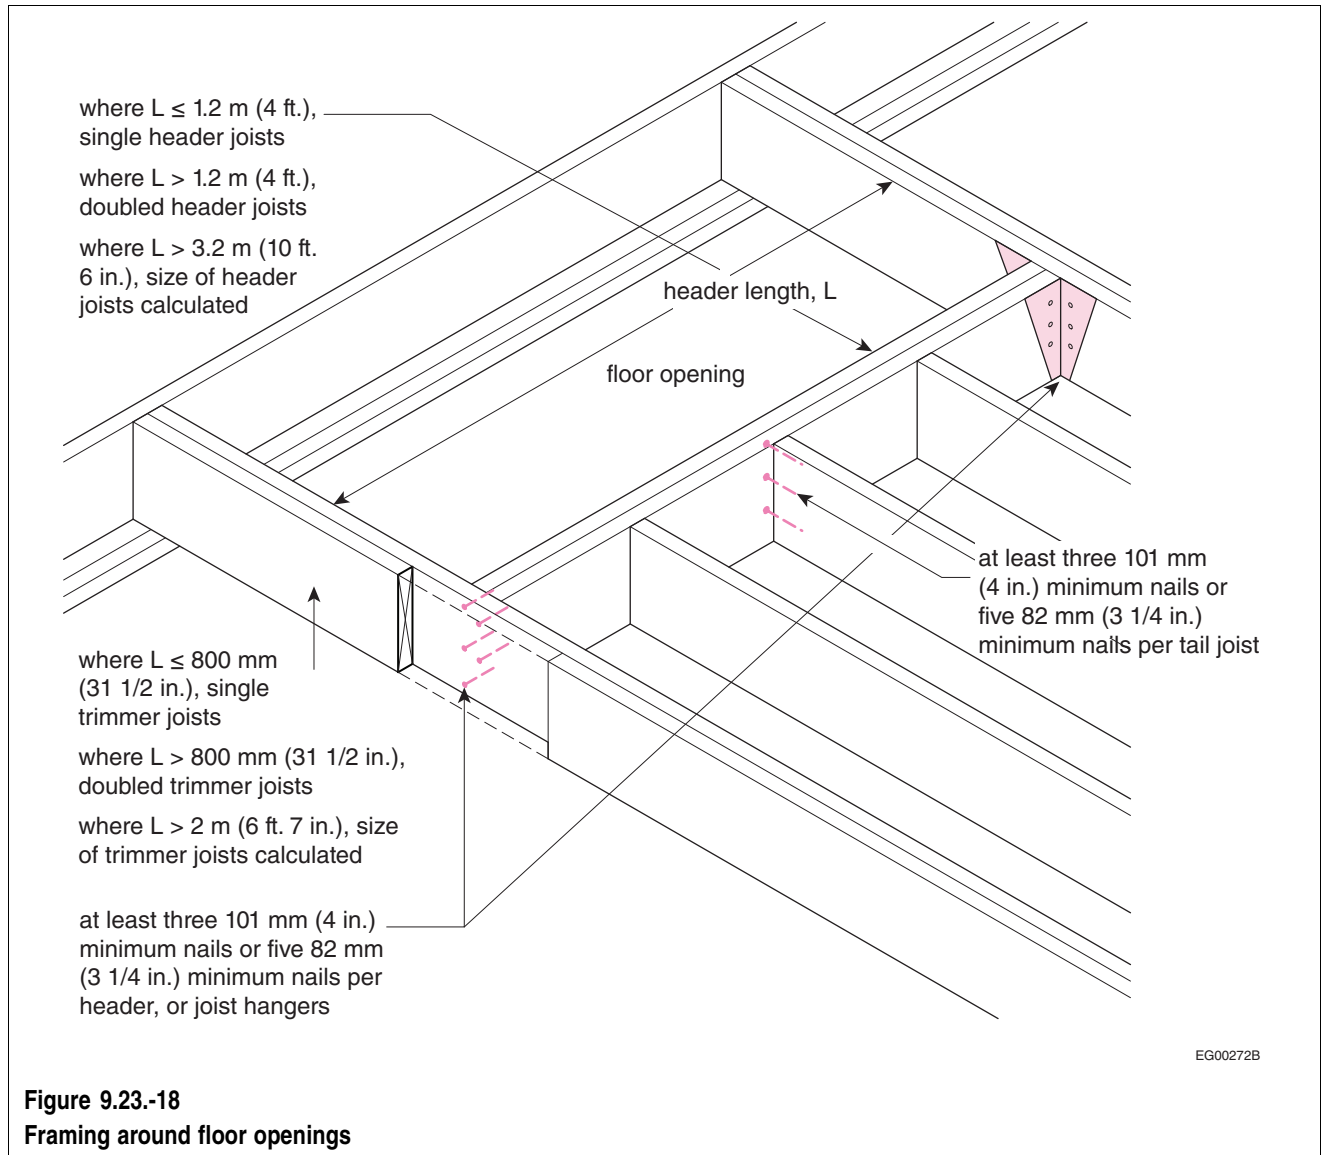 where L ≤ 1.2 m (4 ft.),
single header joists
where L > 1.2 m (4 ft.),
doubled header joists
where L > 3.2 m (10 ft.
6 in.), size of header
joists calculated
header length, L
floor opening
at least three 101 mm
(4 in.) minimum nails or
five 82 mm (3 1/4 in.)
minimum nails per tail joist
where L ≤ 800 mm
(31 1/2 in.), single
trimmer joists
where L > 800 mm (31 1/2 in.),
doubled trimmer joists
where L > 2 m (6 ft. 7 in.), size
of trimmer joists calculated
at least three 101 mm (4 in.)
minimum nails or five 82 mm
(3 1/4 in.) minimum nails per
header, or joist hangers
EG00272B
Figure 9.23.-18
Framing around floor openings